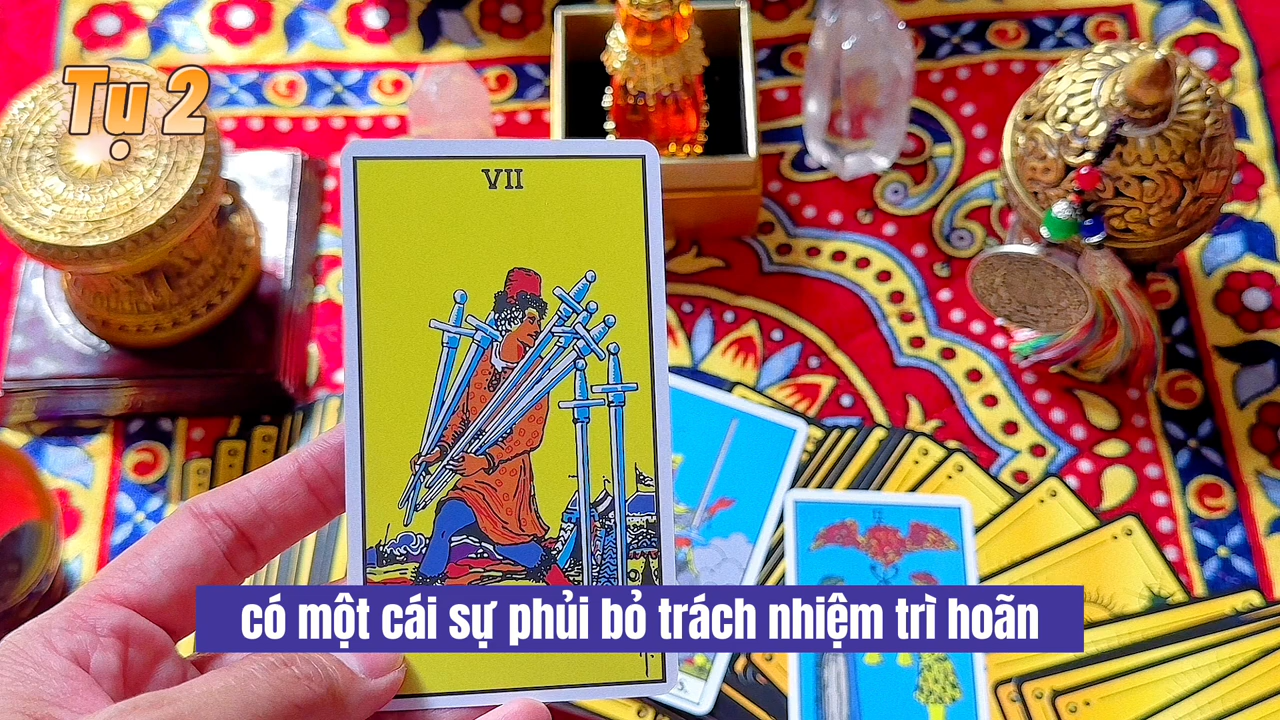 Tụ 2
VII
có một cái sự phủi bỏ trách nhiệm trì hoãn